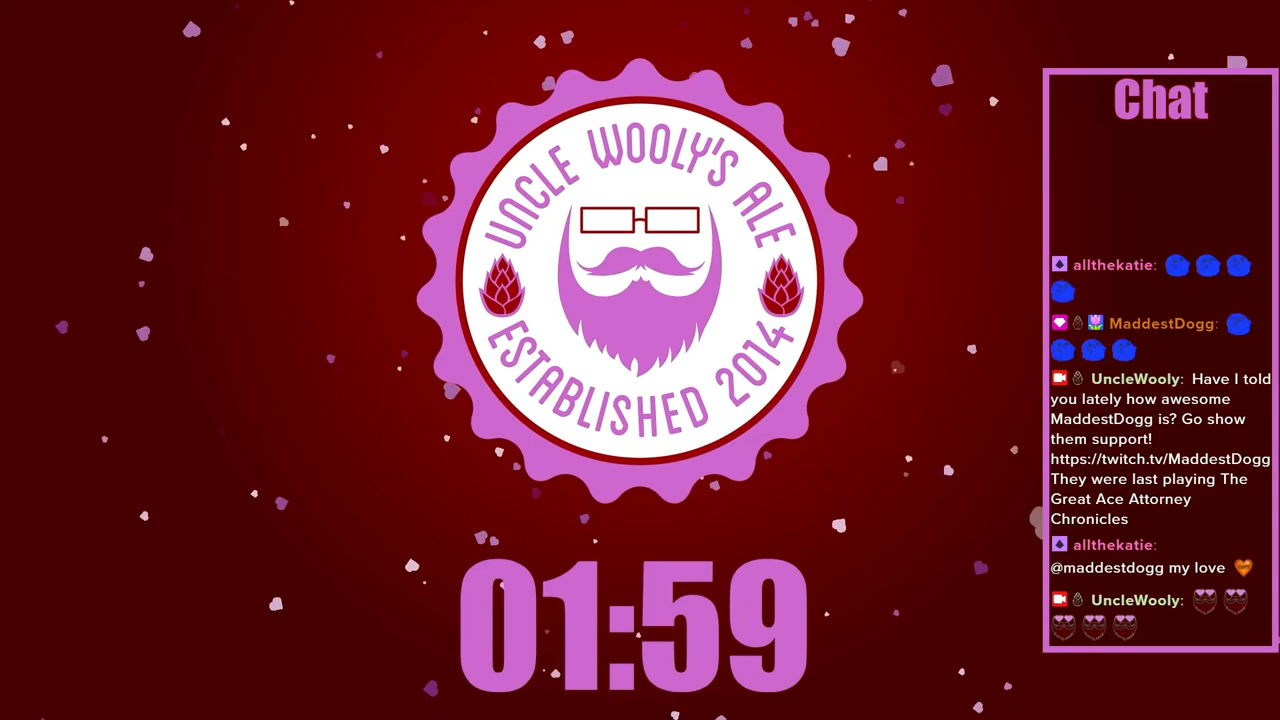 UNCLE WOOLY'S ALE
ESTABLISHED 2014
01:59
Chat
allthekatie:
MaddestDogg:
UncleWooly: Have I told
you lately how awesome
MaddestDogg is? Go show
them support!
https://twitch.tv/MaddestDogg
They were last playing The
Great Ace Attorney
Chronicles
allthekatie:
@maddestdogg my love
UncleWooly: